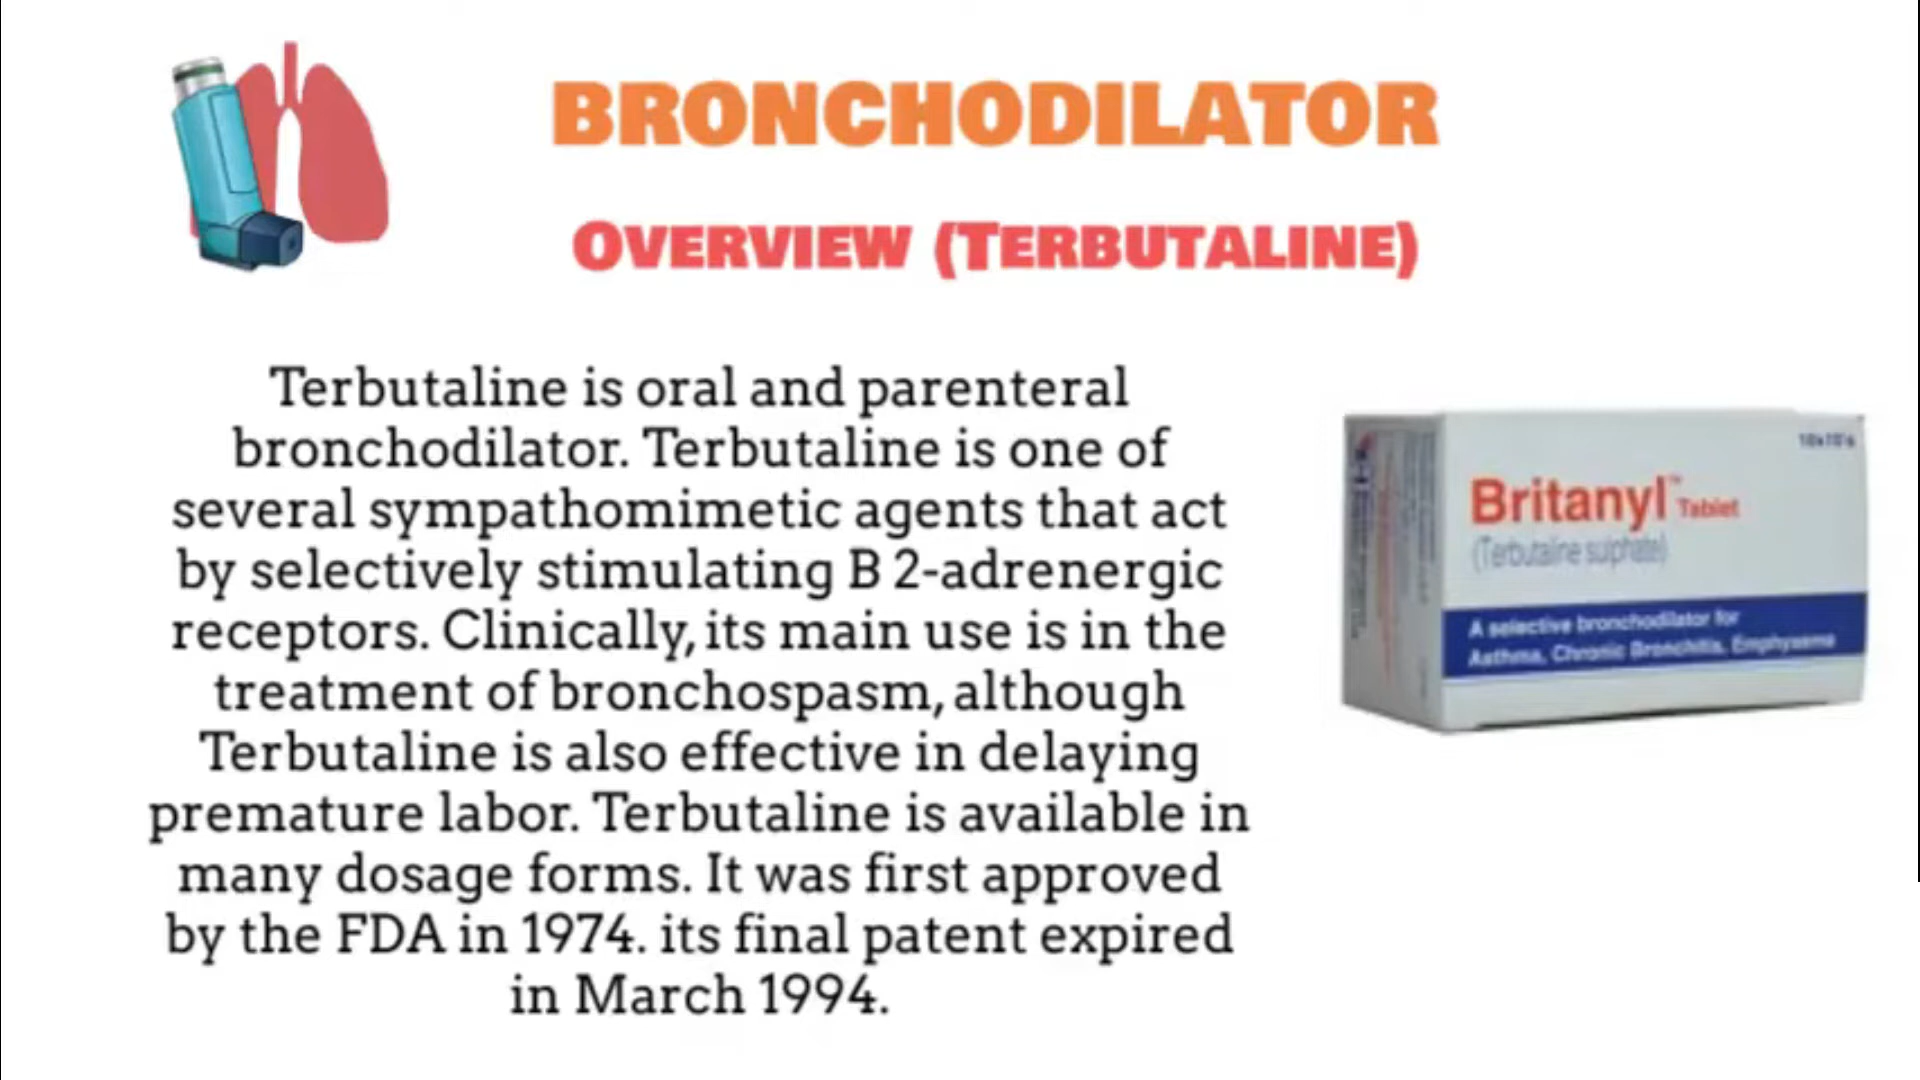 BRONCHODILATOR
OVERVIEW (TERBUTALINE)
Terbutaline is oral and parenteral
bronchodilator. Terbutaline is one of
several sympathomimetic agents that act
by selectively stimulating B 2-adrenergic
receptors. Clinically, its main use is in the
treatment of bronchospasm, although
Terbutaline is also effective in delaying
premature labor. Terbutaline is available in
many dosage forms. It was first approved
by the FDA in 1974. its final patent expired
in March 1994.
10x10's
Britanyl™ Tablet
(Terbutaline sulphate)
A selective bronchodilator for
Asthma, Chronic Bronchitis, Emphysema